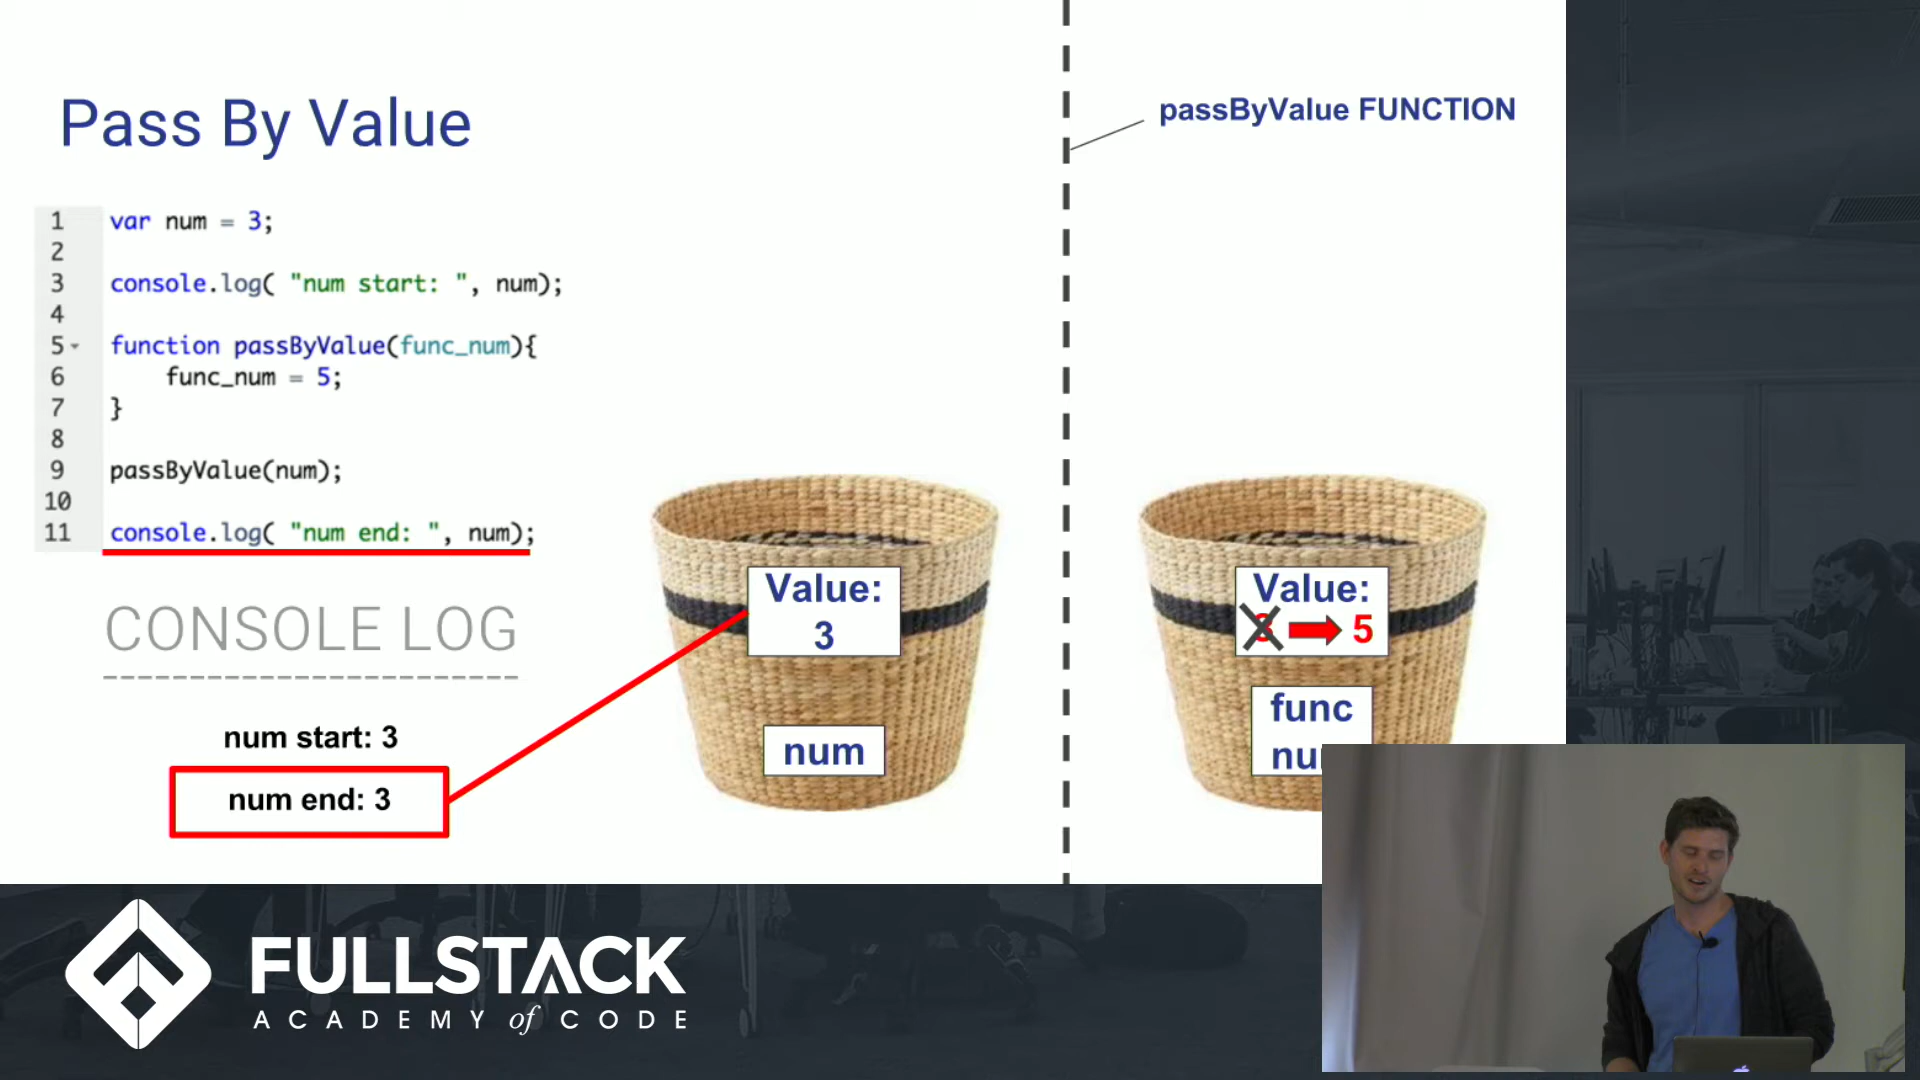 Pass By Value
passByValue FUNCTION
1 var num = 3;
2
3 console.log( "num start: ", num);
4
5 function passByValue(func_num){
6 func_num = 5;
7 }
8
9 passByValue(num);
10
11 console.log( "num end: ", num);
CONSOLE LOG
num start: 3
num end: 3
Value:
3
num
Value:
3 5
func
FULLSTACK
ACADEMY of CODE